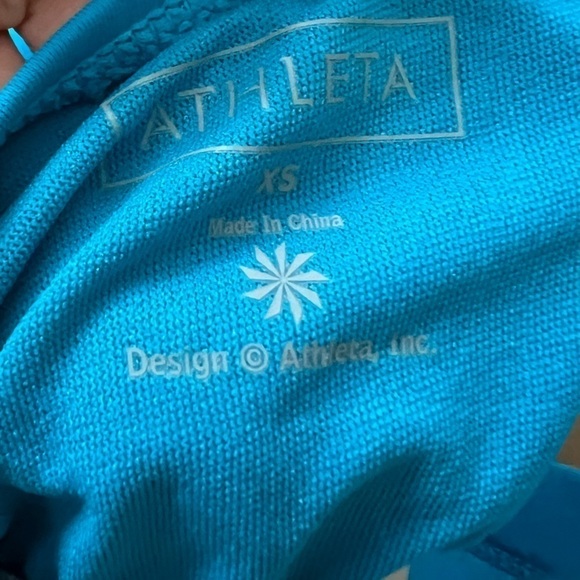 ATHLETA
XS
Made In China
Design © Athleta, Inc.